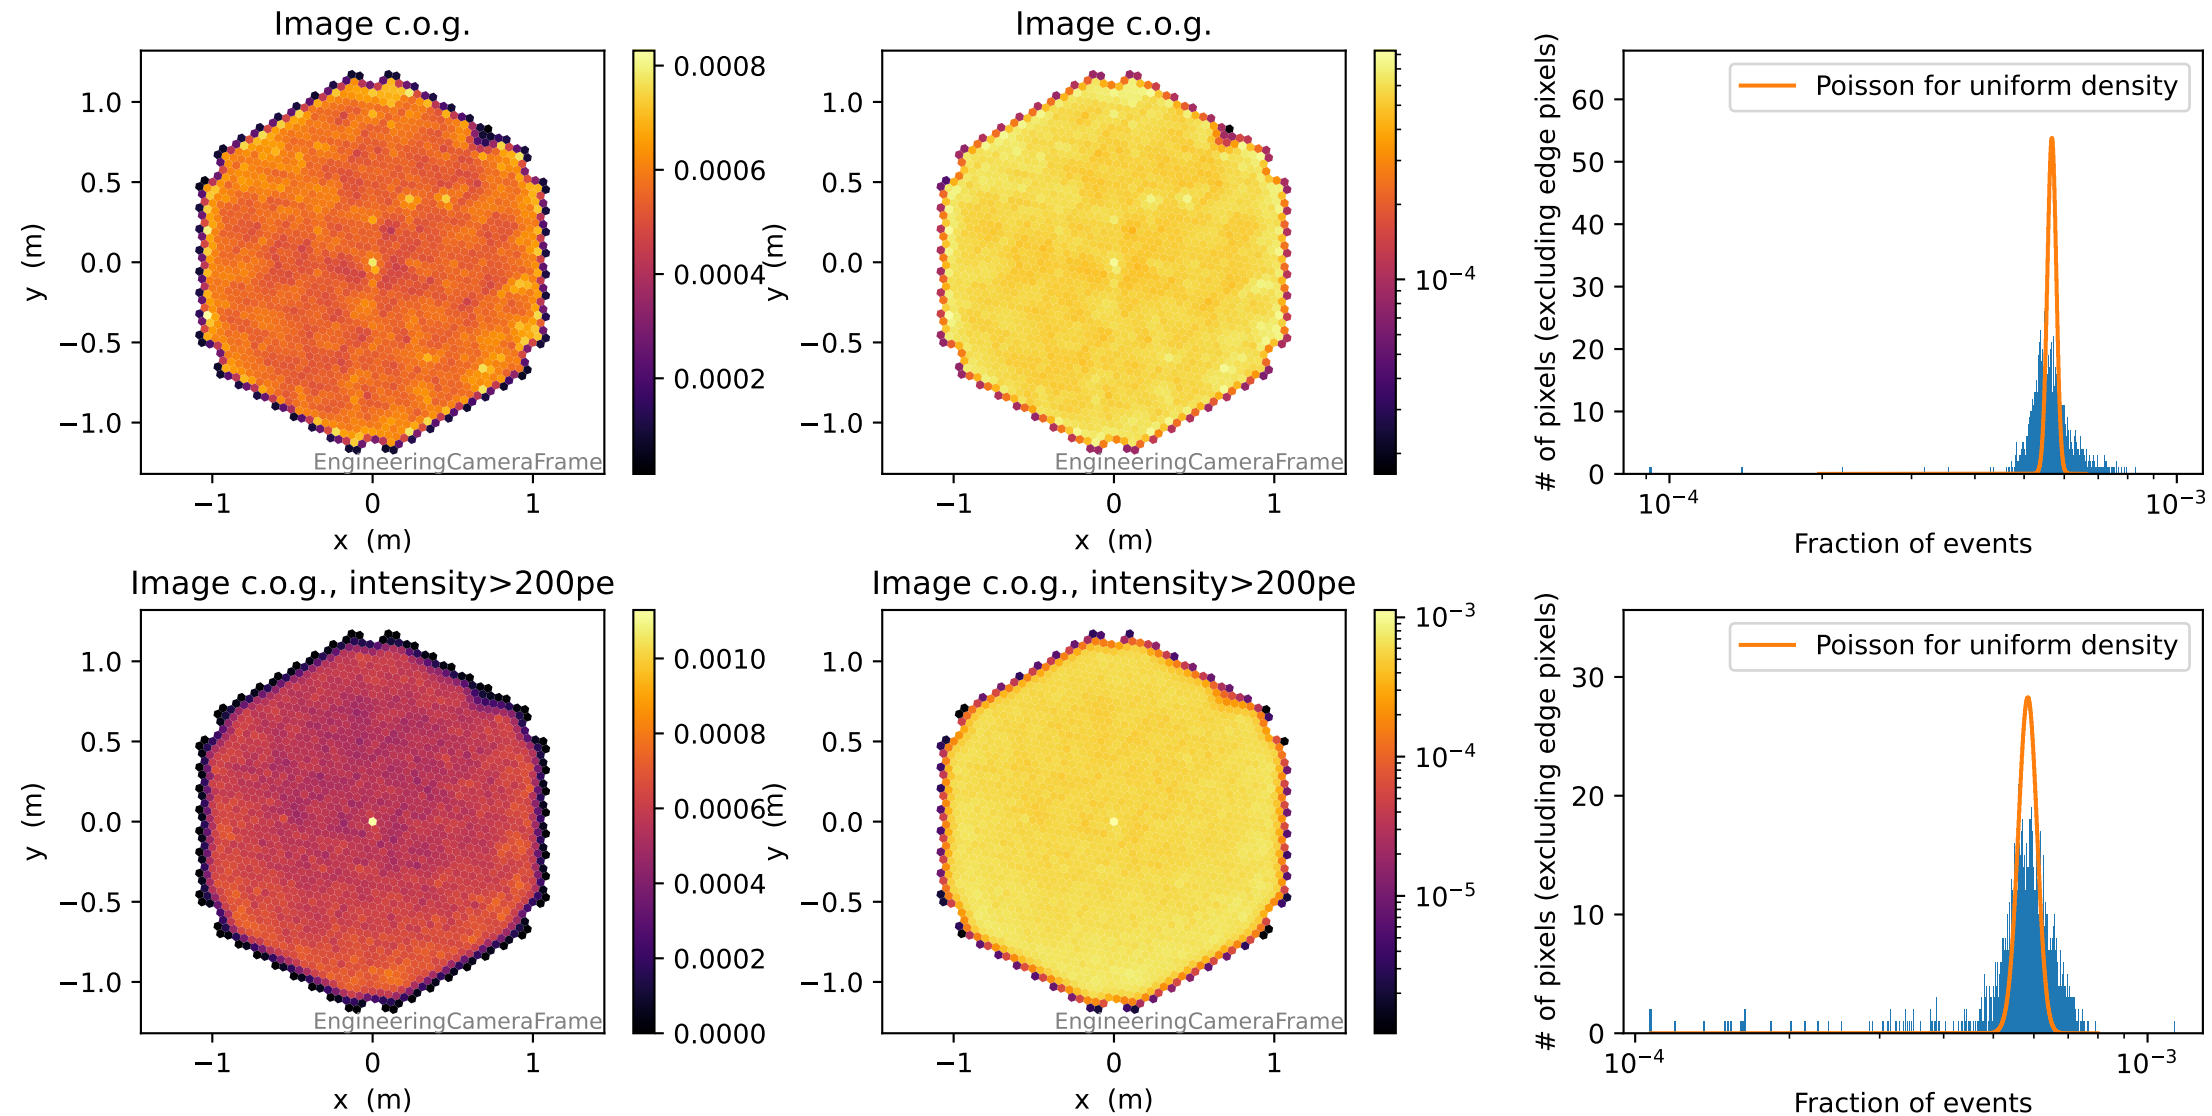 Image c.o.g.
1.0
0.5
0.0
−0.5
−1.0
y (m)
−1
0
1
x (m)
EngineeringCameraFrame
0.0008
0.0006
0.0004
0.0002
Image c.o.g.
1.0
0.5
0.0
−0.5
−1.0
y (m)
−1
0
1
x (m)
EngineeringCameraFrame
10⁻⁴
# of pixels (excluding edge pixels)
60
50
40
30
20
10
0
Poisson for uniform density
10⁻⁴
10⁻³
Fraction of events
Image c.o.g., intensity>200pe
1.0
0.5
0.0
−0.5
−1.0
y (m)
−1
0
1
x (m)
EngineeringCameraFrame
0.0010
0.0008
0.0006
0.0004
0.0002
0.0000
Image c.o.g., intensity>200pe
1.0
0.5
0.0
−0.5
−1.0
y (m)
−1
0
1
x (m)
EngineeringCameraFrame
10⁻³
10⁻⁴
10⁻⁵
# of pixels (excluding edge pixels)
30
20
10
0
Poisson for uniform density
10⁻⁴
10⁻³
Fraction of events